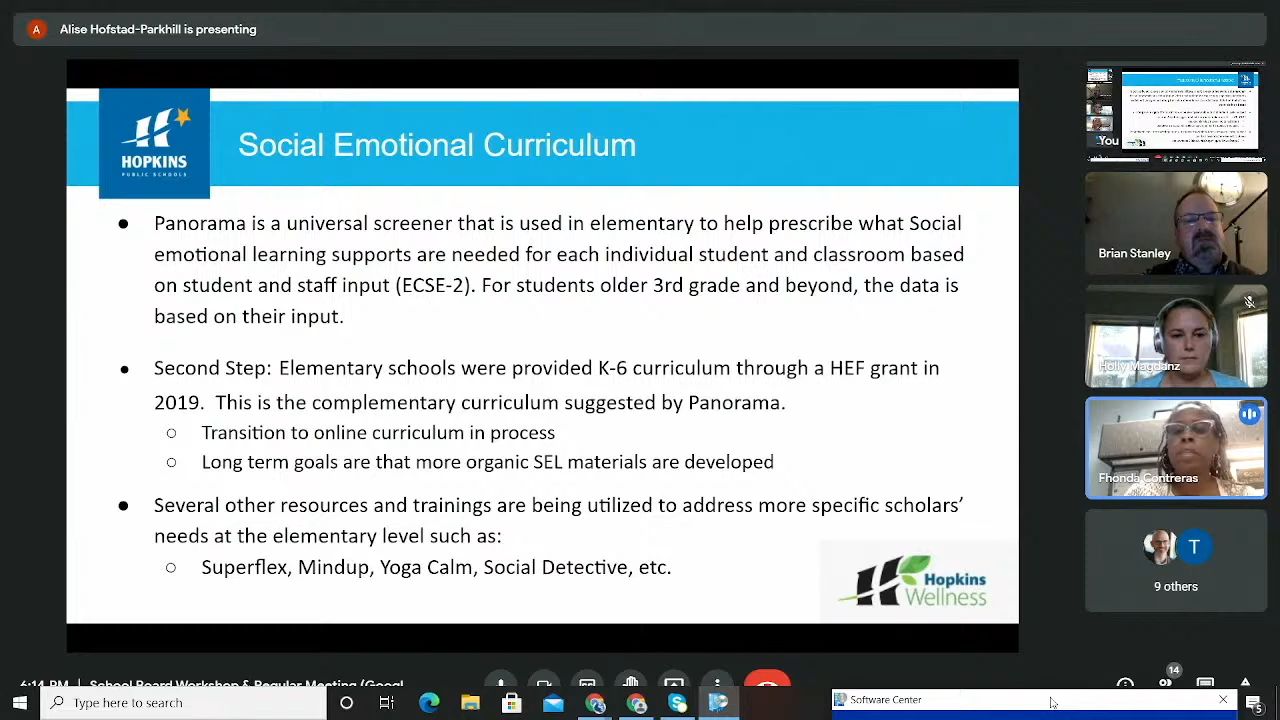 A Alise Hofstad-Parkhill is presenting
HOPKINS
PUBLIC SCHOOLS
Social Emotional Curriculum
● Panorama is a universal screener that is used in elementary to help prescribe what Social
emotional learning supports are needed for each individual student and classroom based
on student and staff input (ECSE-2). For students older 3rd grade and beyond, the data is
based on their input.
● Second Step: Elementary schools were provided K-6 curriculum through a HEF grant in
2019. This is the complementary curriculum suggested by Panorama.
○ Transition to online curriculum in process
○ Long term goals are that more organic SEL materials are developed
● Several other resources and trainings are being utilized to address more specific scholars’
needs at the elementary level such as:
○ Superflex, Mindup, Yoga Calm, Social Detective, etc.
Hopkins
Wellness
You
Brian Stanley
Holly Magdanz
Fhonda Contreras
T
9 others
6:14 PM | School Board Workshop & Regular Meeting (Googl
14
Type here to search
Software Center